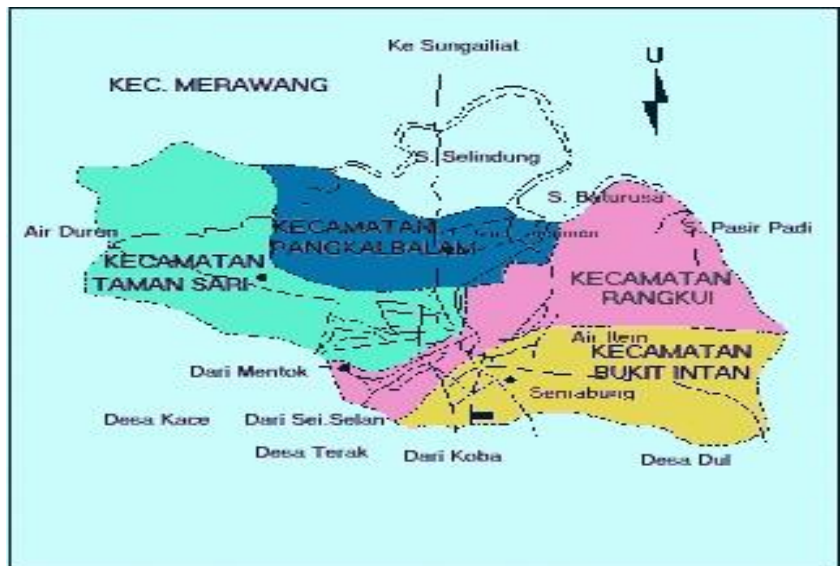 Ke Sungailiat
U
KEC. MERAWANG
S. Selindung
S. Baturusa
Air Duren
KECAMATAN
PANGKALBALAM
S. Pasir Padi
KECAMATAN
TAMAN SARI
KECAMATAN
RANGKUI
Air Itam
KECAMATAN
BUKIT INTAN
Dari Mentok
Semabung
Desa Kace
Dari Sei.Selan
Desa Terak
Dari Koba
Desa Dul